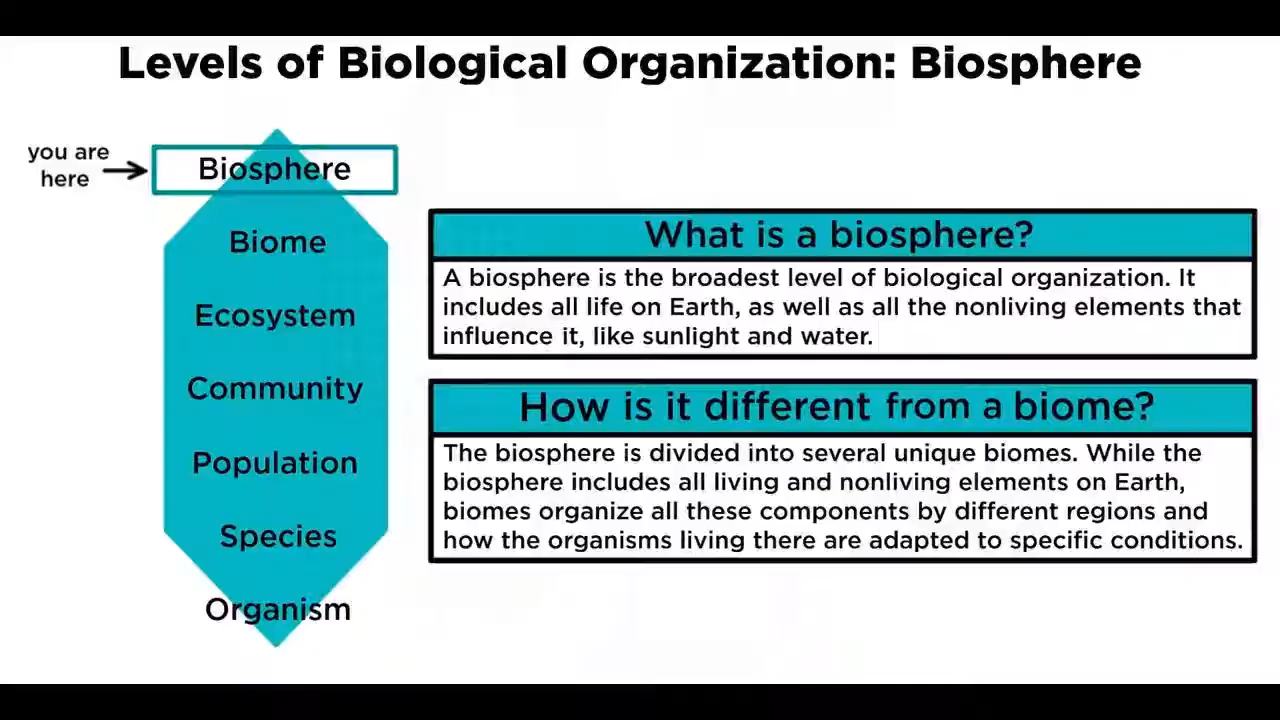 Levels of Biological Organization: Biosphere
you are
here
Biosphere
Biome
Ecosystem
Community
Population
Species
Organism
What is a biosphere?
A biosphere is the broadest level of biological organization. It
includes all life on Earth, as well as all the nonliving elements that
influence it, like sunlight and water.
How is it different from a biome?
The biosphere is divided into several unique biomes. While the
biosphere includes all living and nonliving elements on Earth,
biomes organize all these components by different regions and
how the organisms living there are adapted to specific conditions.